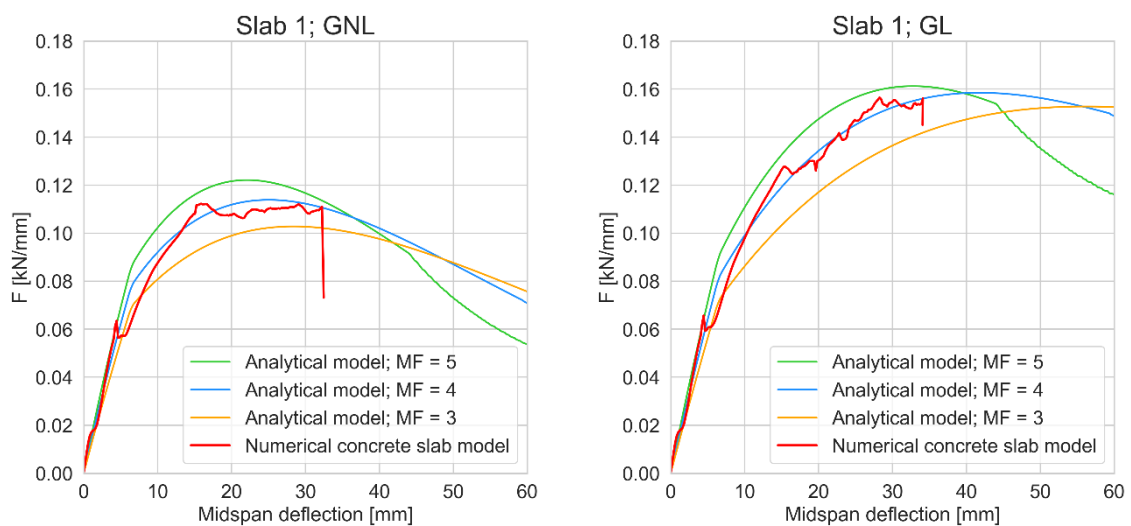 Slab 1; GNL
F [kN/mm]
0.18
0.16
0.14
0.12
0.10
0.08
0.06
0.04
0.02
0.00
Analytical model; MF = 5
Analytical model; MF = 4
Analytical model; MF = 3
Numerical concrete slab model
0 10 20 30 40 50 60
Midspan deflection [mm]
Slab 1; GL
F [kN/mm]
0.18
0.16
0.14
0.12
0.10
0.08
0.06
0.04
0.02
0.00
Analytical model; MF = 5
Analytical model; MF = 4
Analytical model; MF = 3
Numerical concrete slab model
0 10 20 30 40 50 60
Midspan deflection [mm]